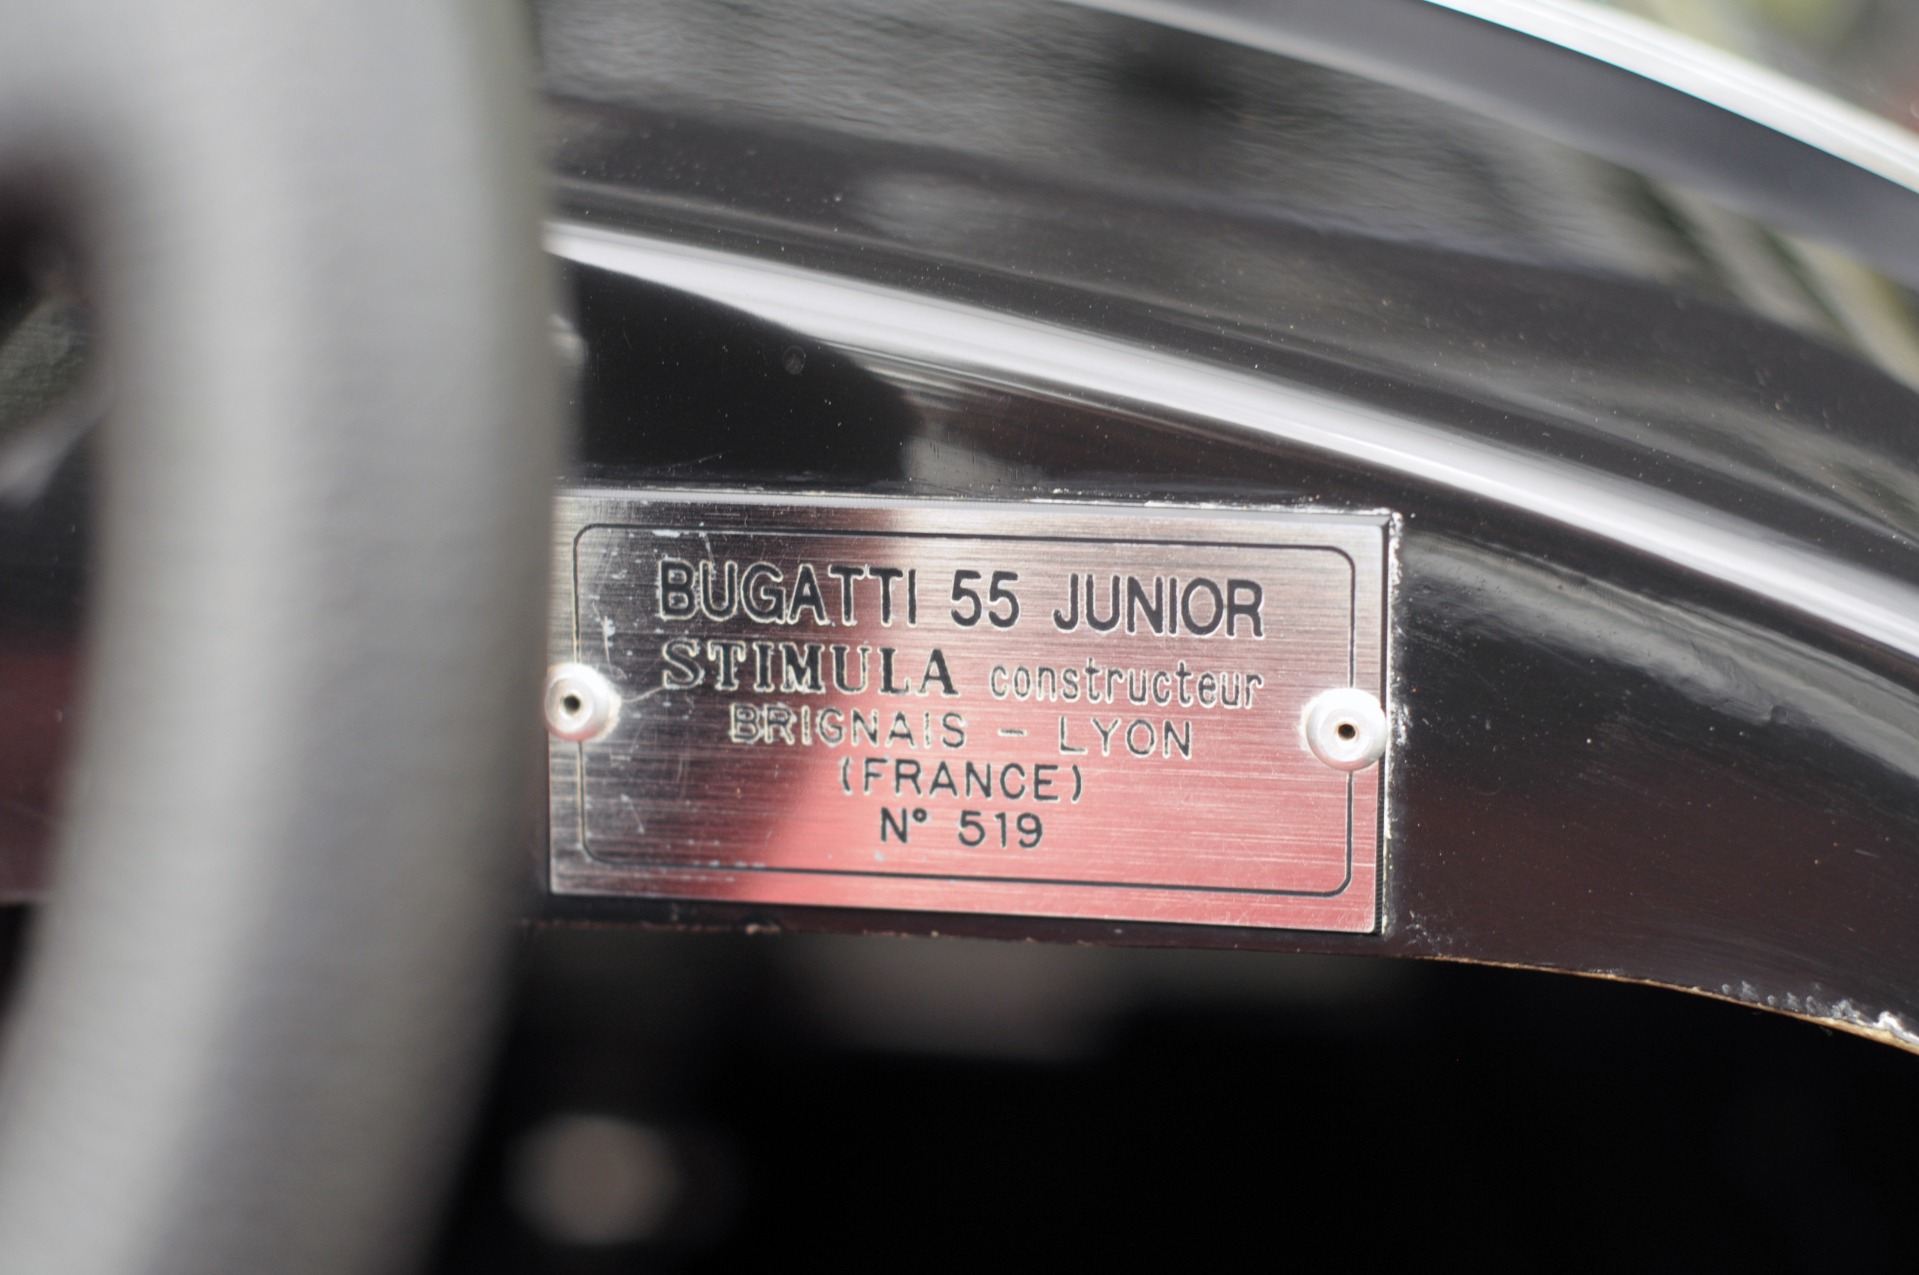 BUGATTI 55 JUNIOR
STIMULA constructeur
BRIGNAIS - LYON
(FRANCE)
N° 519